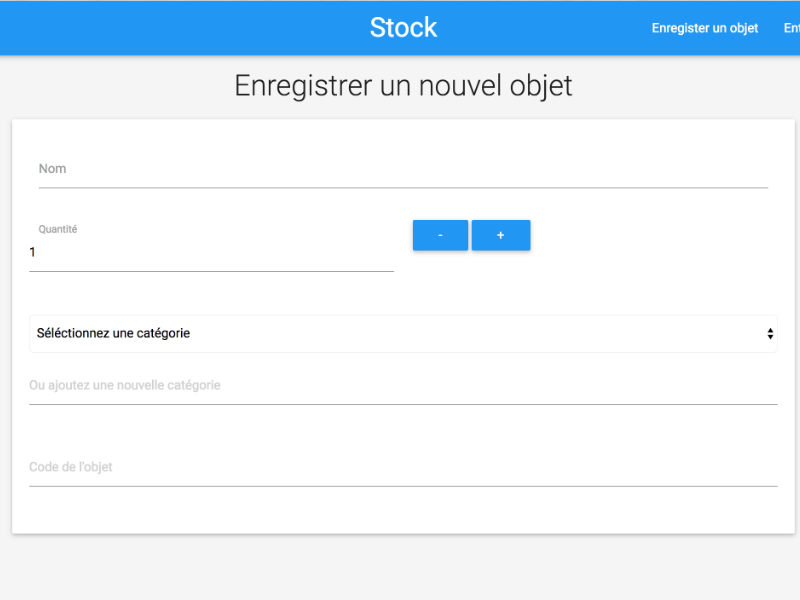 Stock
Enregister un objet
Enregistrer un nouvel objet
Nom
Quantité
1
- +
Séléctionnez une catégorie
Ou ajoutez une nouvelle catégorie
Code de l'objet